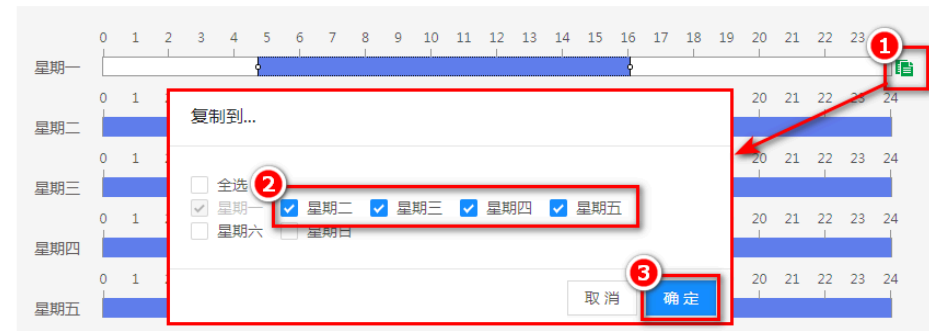 0 1 2 3 4 5 6 7 8 9 10 11 12 13 14 15 16 17 18 19 20 21 22 23
1
星期一
0 1 20 21 22 23 24
复制到...
星期二
0 1 20 21 22 23 24
全选
2
星期三
星期一 星期二 星期三 星期四 星期五
0 1 20 21 22 23 24
星期六 星期日
星期四
0 1 20 21 22 23 24
3
取消 确定
星期五